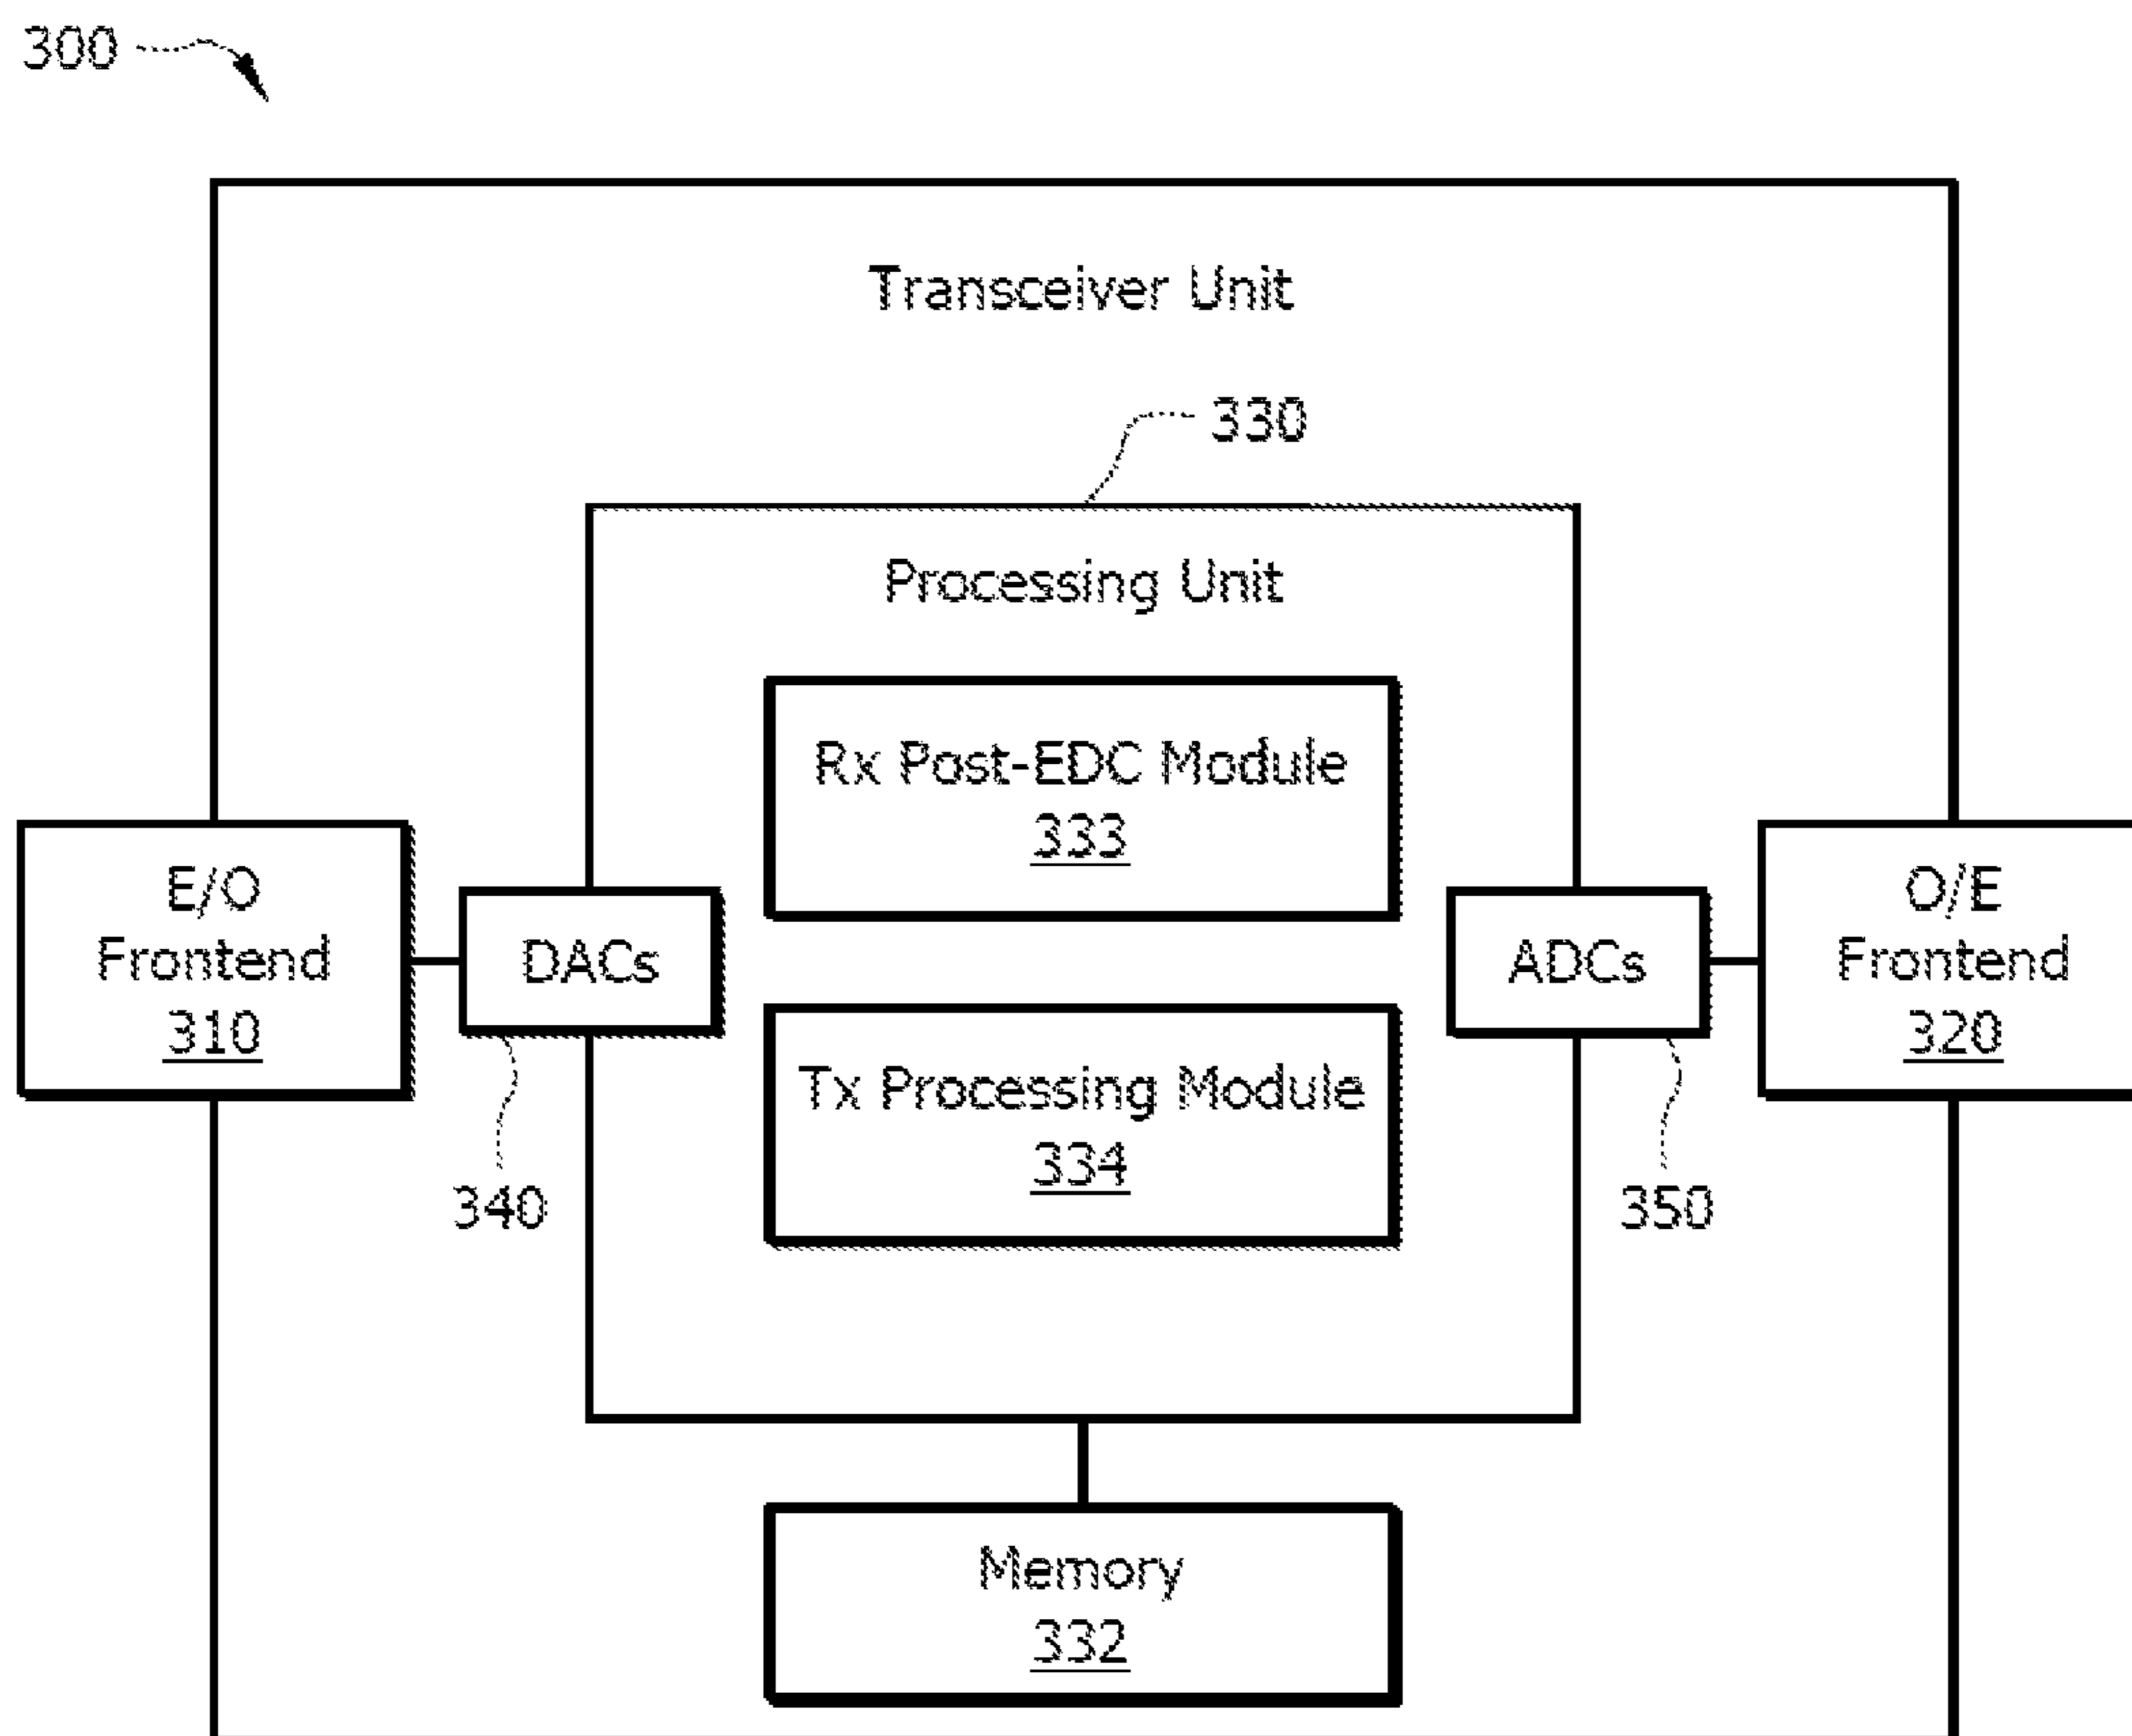 300
Transceiver Unit
330
Processing Unit
Rx Post-EDC Module
333
E/O
Frontend
310
DACs
ADCs
O/E
Frontend
320
Tx Processing Module
334
340
350
Memory
332